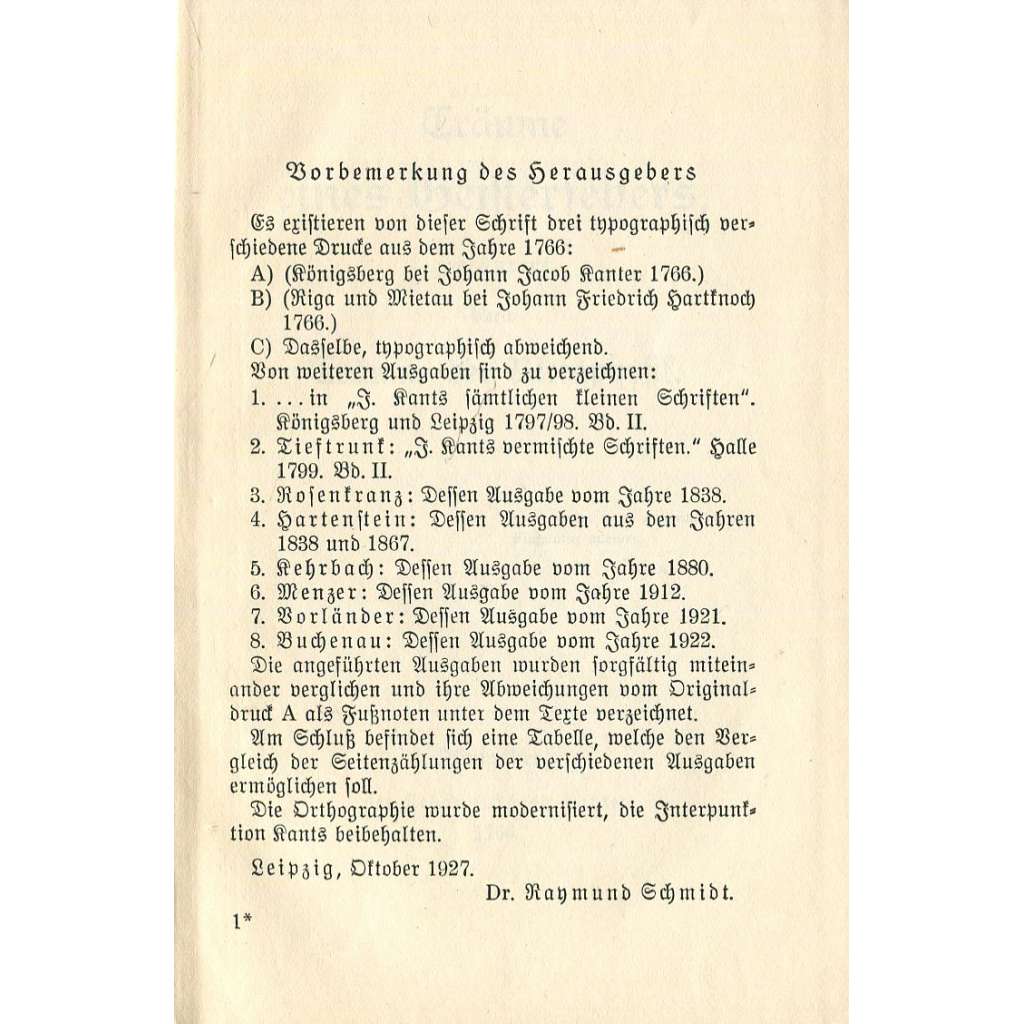 Vorbemerkung des Herausgebers
Es existieren von dieser Schrift drei typographisch ver-
schiedene Drucke aus dem Jahre 1766:
A) (Königsberg bei Johann Jacob Kanter 1766.)
B) (Riga und Mietau bei Johann Friedrich Hartknoch
1766.)
C) Dasselbe, typographisch abweichend.
Von weiteren Ausgaben sind zu verzeichnen:
1. ...in „J. Kants sämtlichen kleinen Schriften“.
Königsberg und Leipzig 1797/98. Bd. II.
2. Tieftrunk: „J. Kants vermischte Schriften.“ Halle
1799. Bd. II.
3. Rosenkranz: Dessen Ausgabe vom Jahre 1838.
4. Hartenstein: Dessen Ausgaben aus den Jahren
1838 und 1867.
5. Kehrbach: Dessen Ausgabe vom Jahre 1880.
6. Menzer: Dessen Ausgabe vom Jahre 1912.
7. Vorländer: Dessen Ausgabe vom Jahre 1921.
8. Buchenau: Dessen Ausgabe vom Jahre 1922.
Die angeführten Ausgaben wurden sorgfältig mitein-
ander verglichen und ihre Abweichungen vom Original-
druck A als Fußnoten unter dem Texte verzeichnet.
Am Schluß befindet sich eine Tabelle, welche den Ver-
gleich der Seitenzählungen der verschiedenen Ausgaben
ermöglichen soll.
Die Orthographie wurde modernisiert, die Interpunk-
tion Kants beibehalten.
Leipzig, Oktober 1927.
Dr. Raymund Schmidt.
1*